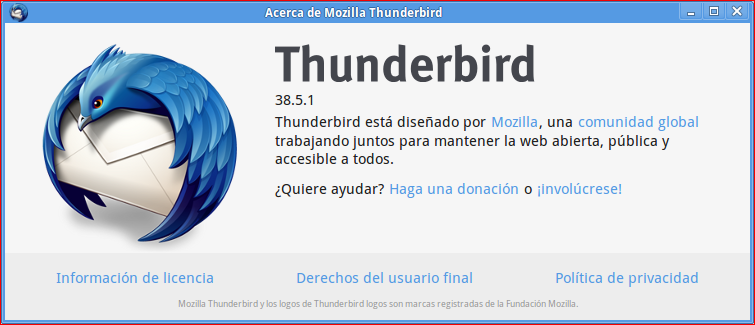 Acerca de Mozilla Thunderbird
Thunderbird
38.5.1
Thunderbird está diseñado por Mozilla, una comunidad global
trabajando juntos para mantener la web abierta, pública y
accesible a todos.
¿Quiere ayudar? Haga una donación o ¡involúcrese!
Información de licencia Derechos del usuario final Política de privacidad
Mozilla Thunderbird y los logos de Thunderbird logos son marcas registradas de la Fundación Mozilla.